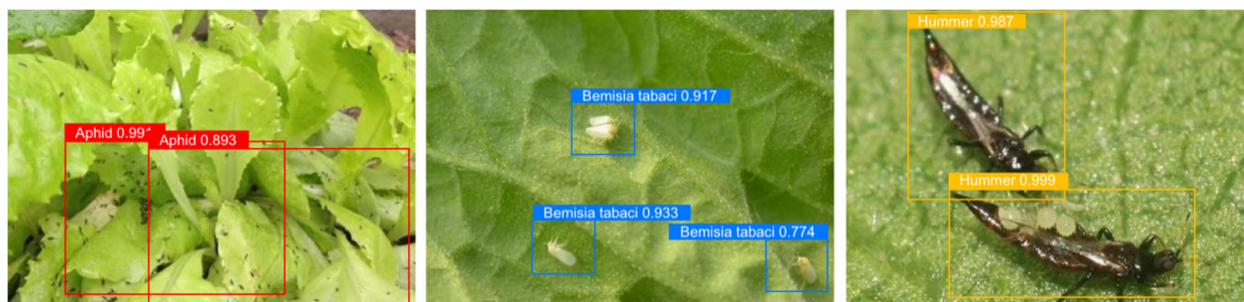 Aphid 0.991
Aphid 0.893
Bemisia tabaci 0.917
Bemisia tabaci 0.933
Bemisia tabaci 0.774
Hummer 0.987
Hummer 0.999